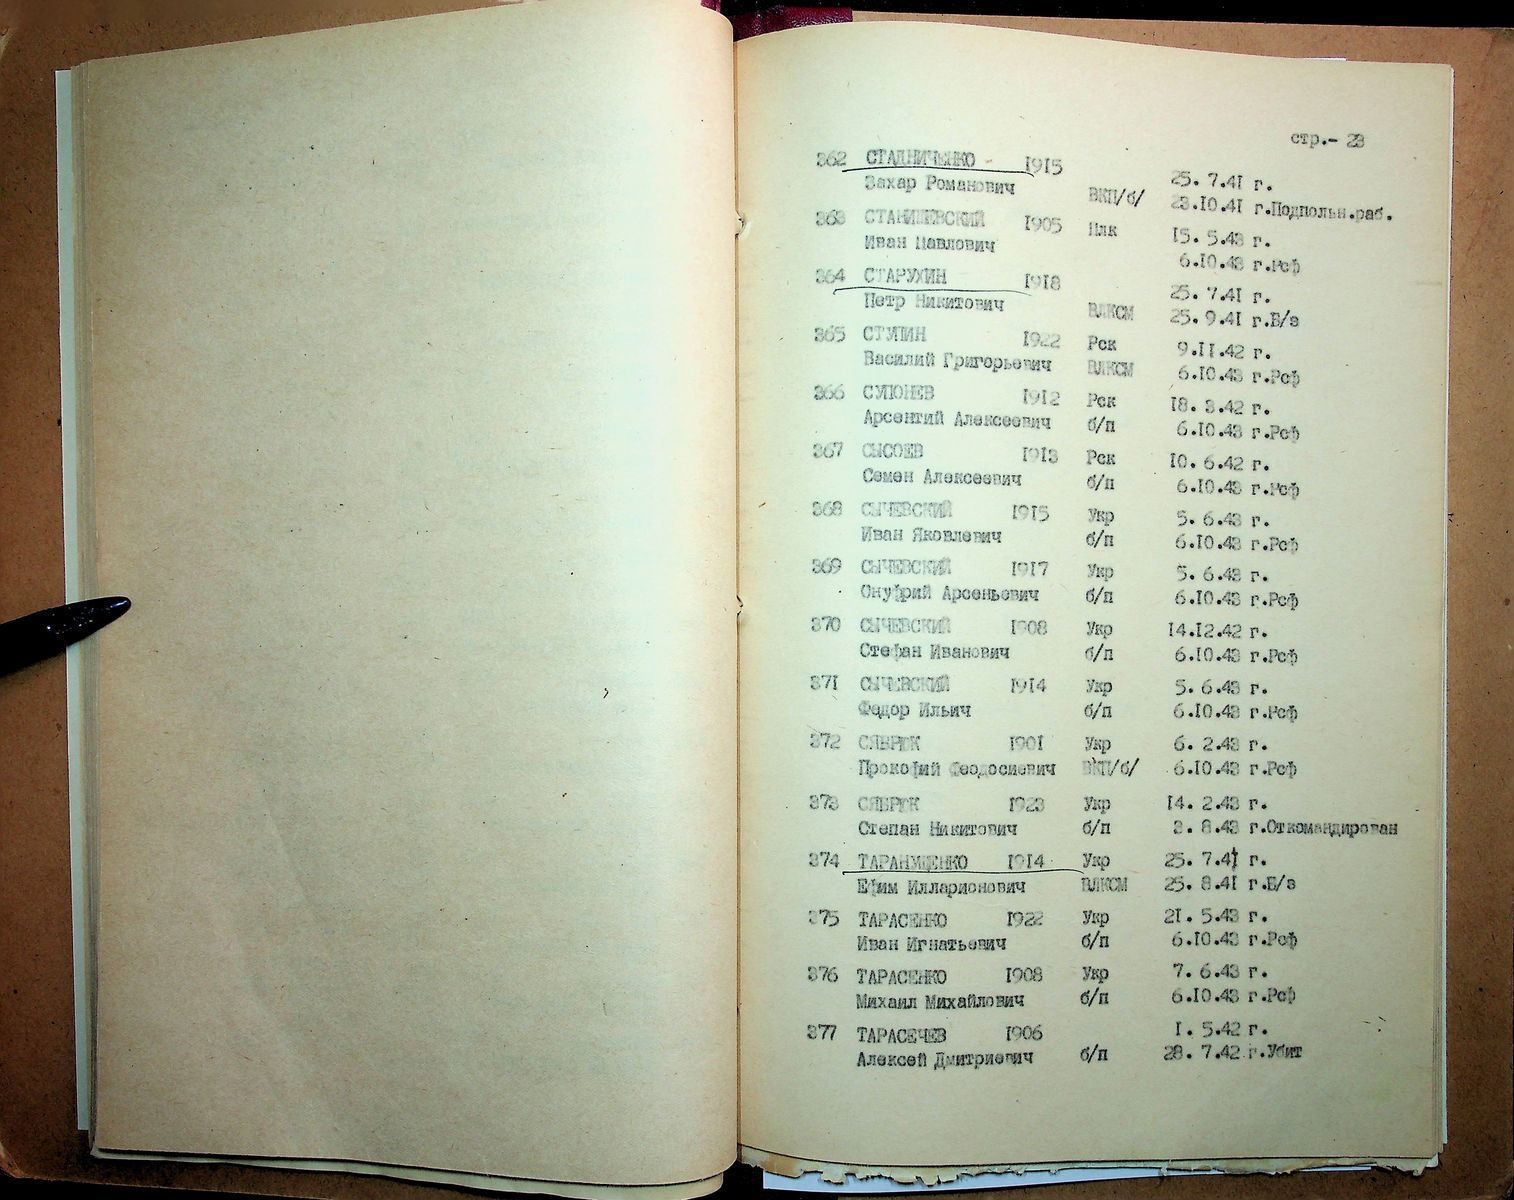 стр.- 23
362 СТАДНИЧЕНКО 1915 25. 7.41 г.
Захар Романович ВКП/б/ 23.10.41 г.Подпольн.раб.
363 СТАНИШЕВСКИЙ 1905 Плк 15. 5.43 г.
Иван Павлович 6.10.43 г.Рсф
364 СТАРУХИН 1918 25. 7.41 г.
Петр Никитович ВЛКСМ 25. 9.41 г.Б/з
365 СТУПИН 1922 Рск 9.11.42 г.
Василий Григорьевич ВЛКСМ 6.10.43 г.Рсф
366 СУПОНЕВ 1912 Рск 18. 3.42 г.
Арсентий Алексеевич б/п 6.10.43 г.Рсф
367 СЫСОЕВ 1913 Рск 10. 6.42 г.
Семен Алексеевич б/п 6.10.43 г.Рсф
368 СЫЧЕВСКИЙ 1915 Укр 5. 6.43 г.
Иван Яковлевич б/п 6.10.43 г.Рсф
369 СЫЧЕВСКИЙ 1917 Укр 5. 6.43 г.
Онуфрий Арсеньевич б/п 6.10.43 г.Рсф
370 СЫЧЕВСКИЙ 1908 Укр 14.12.42 г.
Стефан Иванович б/п 6.10.43 г.Рсф
371 СЫЧЕВСКИЙ 1914 Укр 5. 6.43 г.
Федор Ильич б/п 6.10.43 г.Рсф
372 СЯБРУК 1901 Укр 6. 2.43 г.
Прокофий Феодосиевич ВКП/б/ 6.10.43 г.Рсф
373 СЯБРУК 1923 Укр 14. 2.43 г.
Степан Никитович б/п 3. 8.43 г.Откомандирован
374 ТАРАНУЩЕНКО 1914 Укр 25. 7.41 г.
Ефим Илларионович ВЛКСМ 25. 8.41 г.Б/з
375 ТАРАСЕНКО 1922 Укр 21. 5.43 г.
Иван Игнатьевич б/п 6.10.43 г.Рсф
376 ТАРАСЕНКО 1908 Укр 7. 6.43 г.
Михаил Михайлович б/п 6.10.43 г.Рсф
377 ТАРАСЕЧЕВ 1906 1. 5.42 г.
Алексей Дмитриевич б/п 28. 7.42 г.Убит